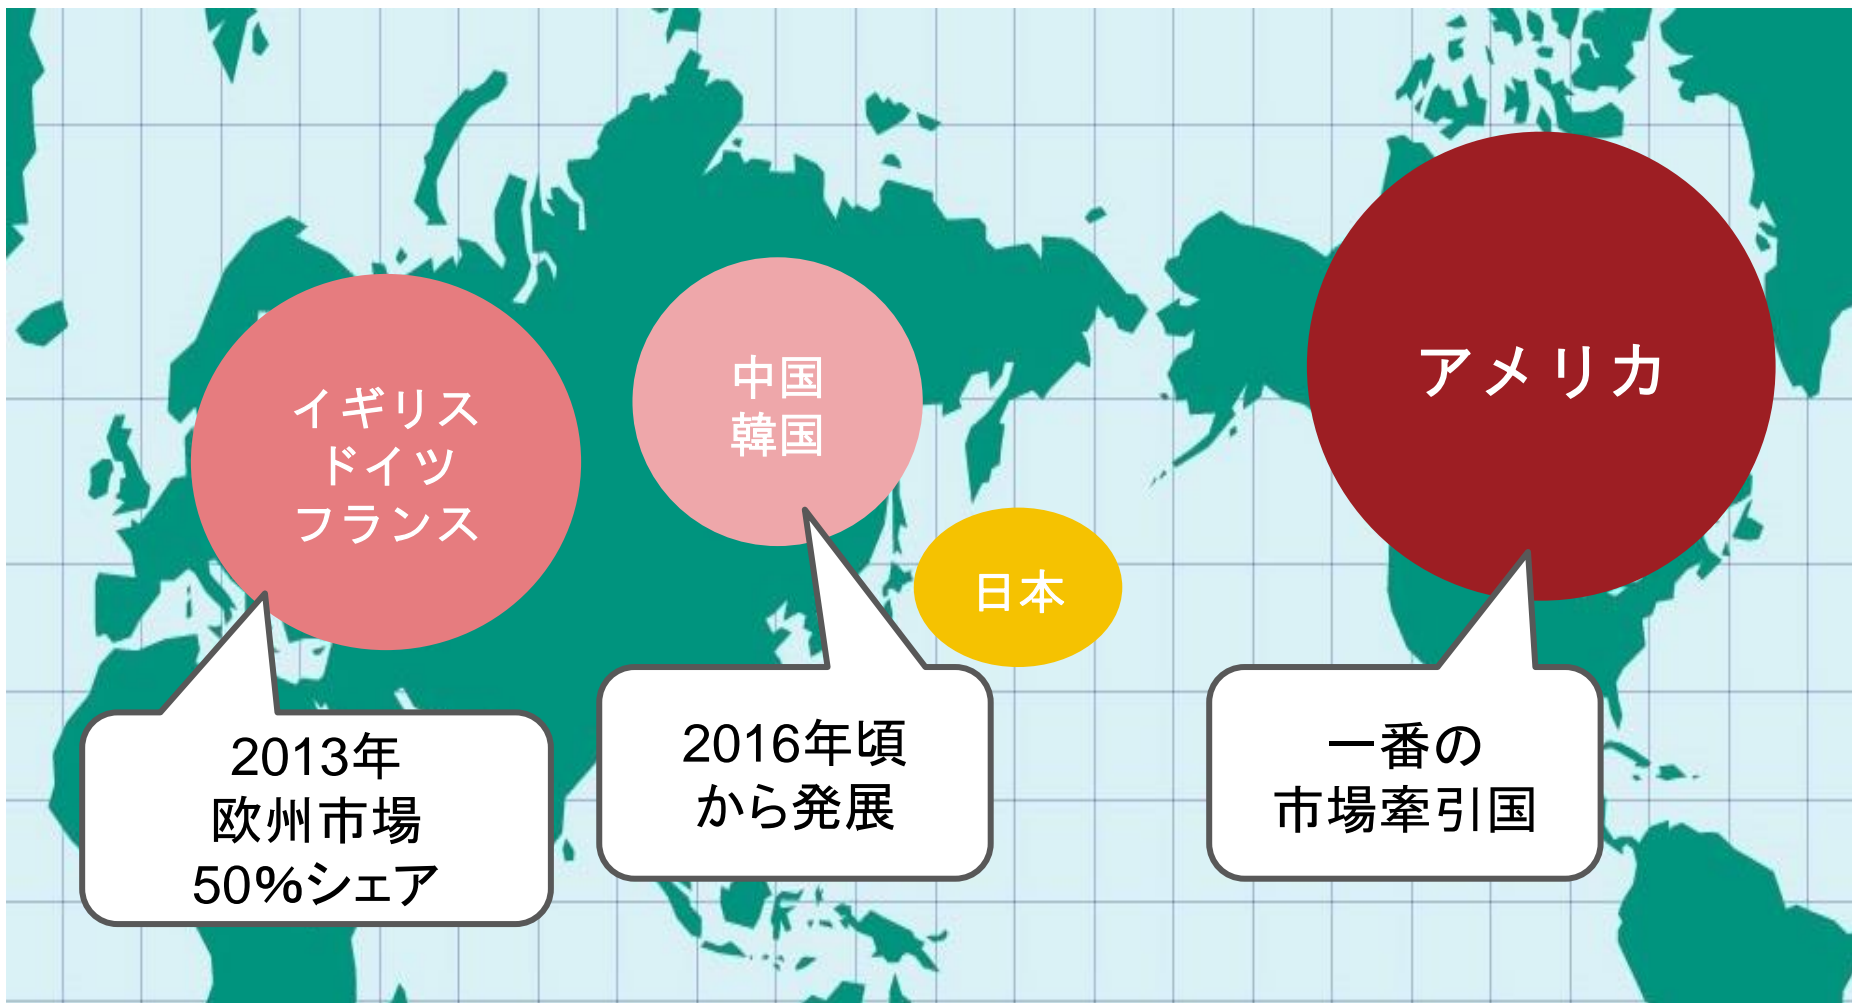 イギリス
ドイツ
フランス
中国
韓国
日本
アメリカ
2013年
欧州市場
50%シェア
2016年頃
から発展
一番の
市場牽引国